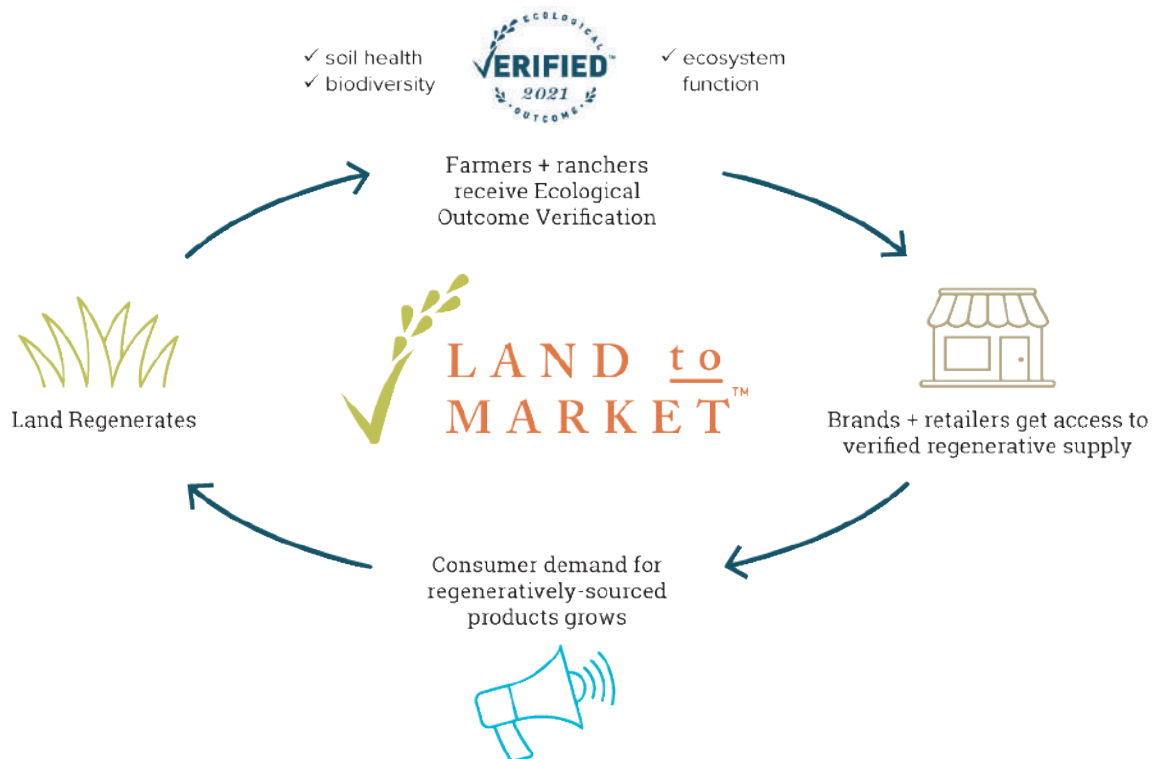 ✓ soil health
✓ biodiversity
ECOLOGICAL
VERIFIED™
2021
OUTCOME
✓ ecosystem
function
Farmers + ranchers
receive Ecological
Outcome Verification
Land Regenerates
LAND to
MARKET™
Brands + retailers get access to
verified regenerative supply
Consumer demand for
regeneratively-sourced
products grows